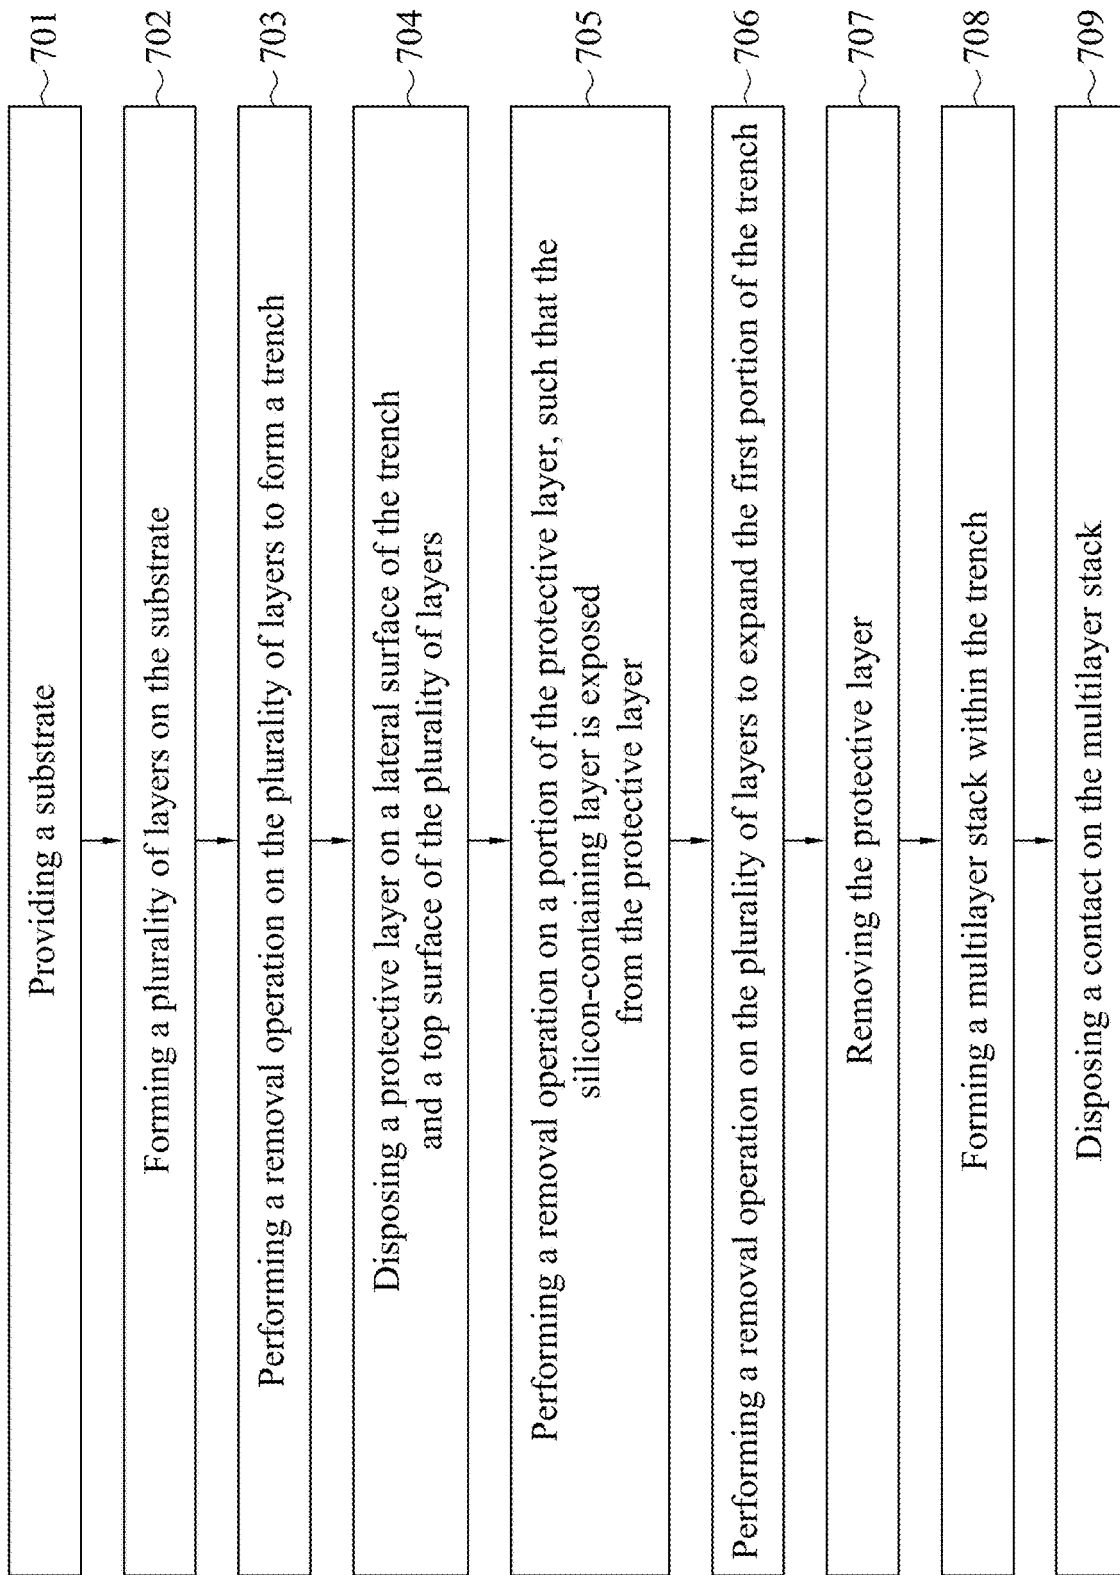 Providing a substrate
~701
Forming a plurality of layers on the substrate
~702
Performing a removal operation on the plurality of layers to form a trench
~703
Disposing a protective layer on a lateral surface of the trench
and a top surface of the plurality of layers
~704
Performing a removal operation on a portion of the protective layer, such that the
silicon-containing layer is exposed
from the protective layer
~705
Performing a removal operation on the plurality of layers to expand the first portion of the trench
~706
Removing the protective layer
~707
Forming a multilayer stack within the trench
~708
Disposing a contact on the multilayer stack
~709